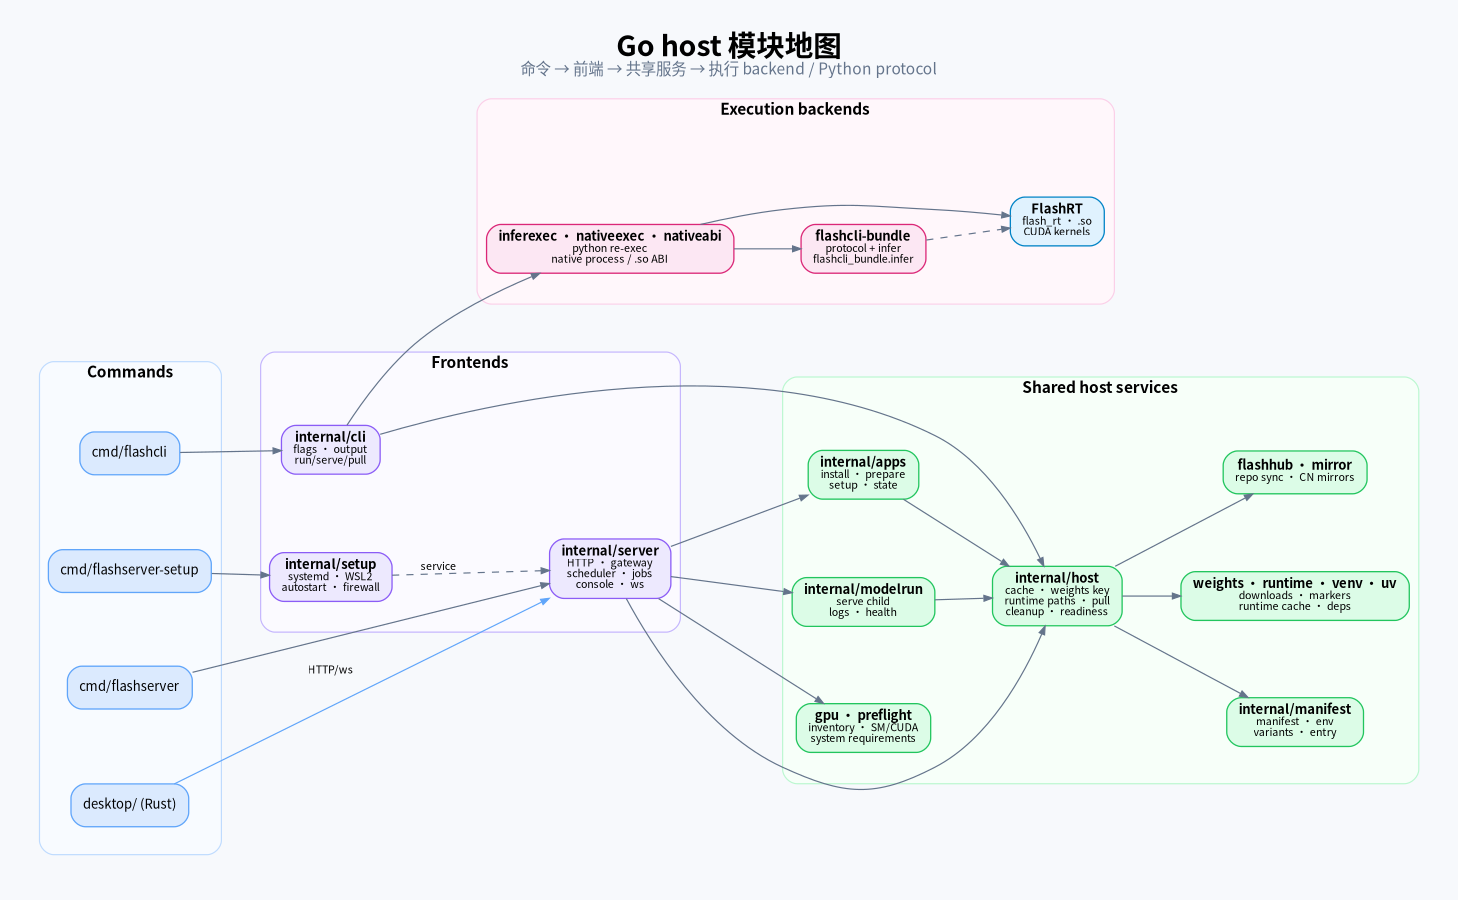 Go host 模块地图
命令 → 前端 → 共享服务 → 执行 backend / Python protocol
Execution backends
inferexec · nativeexec · nativeabi
python re-exec
native process / .so ABI
flashcli-bundle
protocol + infer
flashcli_bundle.infer
FlashRT
flash_rt · .so
CUDA kernels
Commands
cmd/flashcli
cmd/flashserver-setup
cmd/flashserver
desktop/ (Rust)
Frontends
internal/cli
flags · output
run/serve/pull
internal/setup
systemd · WSL2
autostart · firewall
service
internal/server
HTTP · gateway
scheduler · jobs
console · ws
HTTP/ws
Shared host services
internal/apps
install · prepare
setup · state
internal/modelrun
serve child
logs · health
gpu · preflight
inventory · SM/CUDA
system requirements
internal/host
cache · weights key
runtime paths · pull
cleanup · readiness
flashhub · mirror
repo sync · CN mirrors
weights · runtime · venv · uv
downloads · markers
runtime cache · deps
internal/manifest
manifest · env
variants · entry